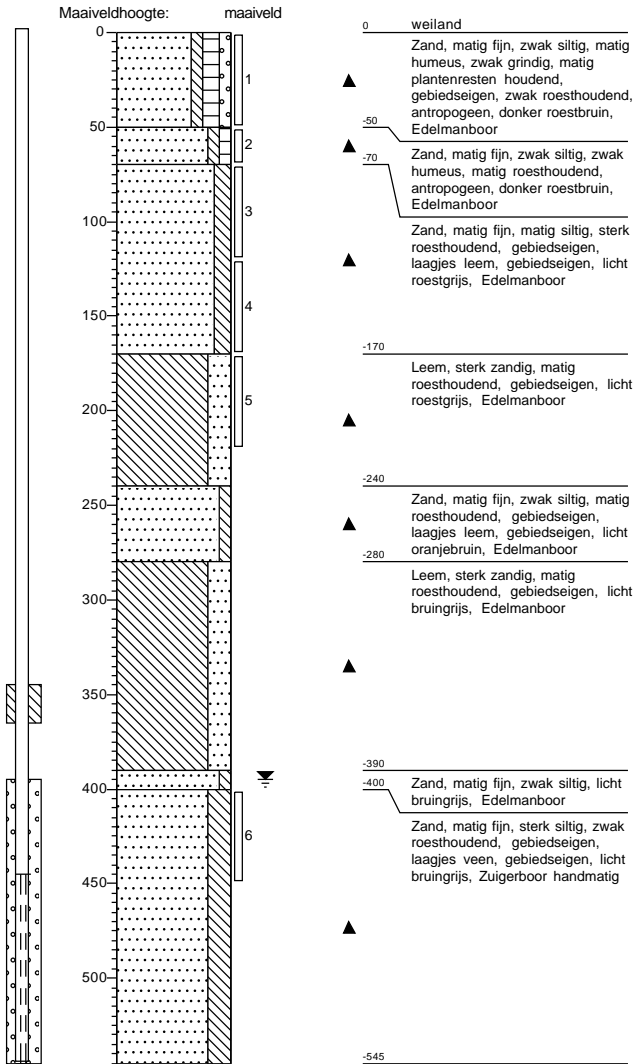 Maaiveldhoogte: maaiveld
0
50
100
150
200
250
300
350
400
450
500
1
2
3
4
5
6
0 weiland
Zand, matig fijn, zwak siltig, matig
humeus, zwak grindig, matig
plantenresten houdend,
gebiedseigen, zwak roesthoudend,
antropogeen, donker roestbruin,
Edelmanboor
-50
Zand, matig fijn, zwak siltig, zwak
humeus, matig roesthoudend,
antropogeen, donker roestbruin,
Edelmanboor
-70
Zand, matig fijn, matig siltig, sterk
roesthoudend, gebiedseigen,
laagjes leem, gebiedseigen, licht
roestgrijs, Edelmanboor
-170
Leem, sterk zandig, matig
roesthoudend, gebiedseigen, licht
roestgrijs, Edelmanboor
-240
Zand, matig fijn, zwak siltig, matig
roesthoudend, gebiedseigen,
laagjes leem, gebiedseigen, licht
oranjebruin, Edelmanboor
-280
Leem, sterk zandig, matig
roesthoudend, gebiedseigen, licht
bruingrijs, Edelmanboor
-390
Zand, matig fijn, zwak siltig, licht
bruingrijs, Edelmanboor
-400
Zand, matig fijn, sterk siltig, zwak
roesthoudend, gebiedseigen,
laagjes veen, gebiedseigen, licht
bruingrijs, Zuigerboor handmatig
-545